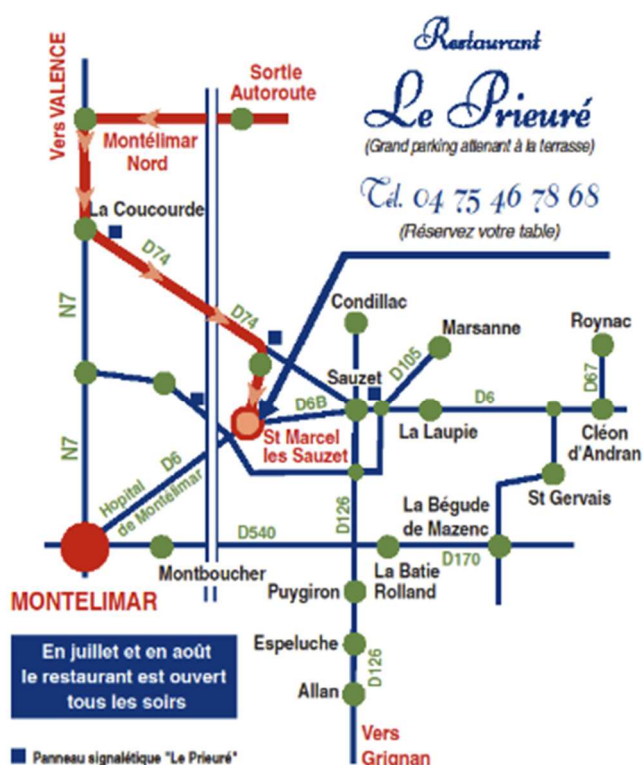 Restaurant
Le Prieuré
(Grand parking attenant à la terrasse)
Tél. 04 75 46 78 68
(Réservez votre table)
Vers VALENCE
Sortie
Autoroute
Montélimar
Nord
La Coucourde
D74
D74
N7
N7
Condillac
Marsanne
Roynac
D105
D67
Sauzet
D6B
D6
La Laupie
Cléon
d'Andran
St Marcel
les Sauzet
D6
Hopital
de Montélimar
St Gervais
D126
La Bégude
de Mazenc
D540
D170
Montboucher
La Batie
Rolland
MONTELIMAR
Puygiron
Espeluche
D126
Allan
Vers
Grignan
En juillet et en août
le restaurant est ouvert
tous les soirs
Panneau signalétique "Le Prieuré"